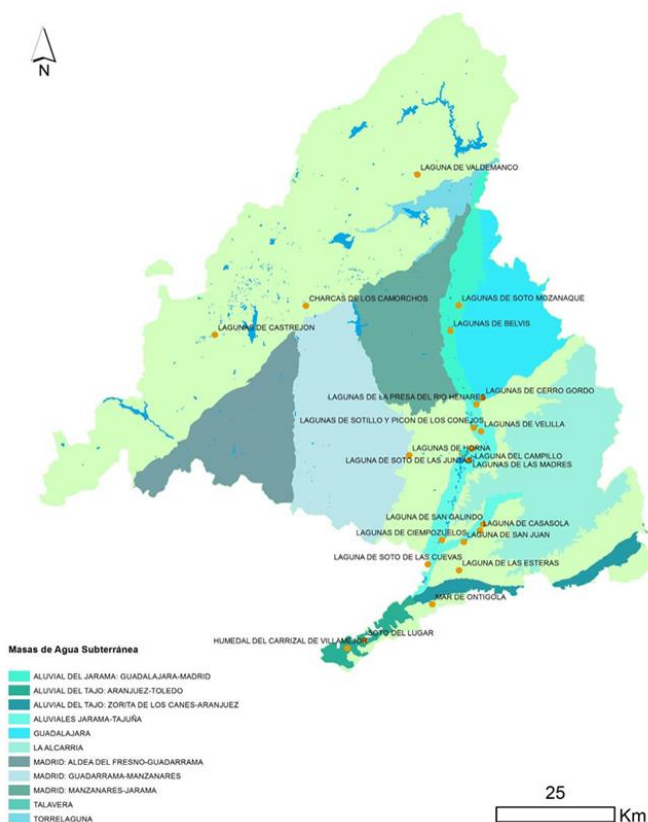 N
LAGUNA DE VALDEMANCO
CHARCAS DE LOS CAMORCHOS
LAGUNAS DE SOTO MOZANAQUE
LAGUNAS DE CASTREJON
LAGUNAS DE BELVIS
LAGUNAS DE LA PRESA DEL RIO HENARES
LAGUNAS DE CERRO GORDO
LAGUNAS DE SOTILLO Y PICON DE LOS CONEJOS
LAGUNAS DE VELILLA
LAGUNAS DE HORNA
LAGUNA DEL CAMPILLO
LAGUNA DE SOTO DE LAS JUNTAS
LAGUNAS DE LAS MADRES
LAGUNA DE SAN GALINDO
LAGUNA DE CASASOLA
LAGUNAS DE CIEMPOZUELOS
LAGUNA DE SAN JUAN
LAGUNA DE SOTO DE LAS CUEVAS
LAGUNA DE LAS ESTERAS
MAR DE ONTIGOLA
SOTO DEL LUGAR
HUMEDAL DEL CARRIZAL DE VILLAMEJOR
Masas de Agua Subterránea
ALUVIAL DEL JARAMA: GUADALAJARA-MADRID
ALUVIAL DEL TAJO: ARANJUEZ-TOLEDO
ALUVIAL DEL TAJO: ZORITA DE LOS CANES-ARANJUEZ
ALUVIALES JARAMA-TAJUÑA
GUADALAJARA
LA ALCARRIA
MADRID: ALDEA DEL FRESNO-GUADARRAMA
MADRID: GUADARRAMA-MANZANARES
MADRID: MANZANARES-JARAMA
TALAVERA
TORRELAGUNA
25
Km